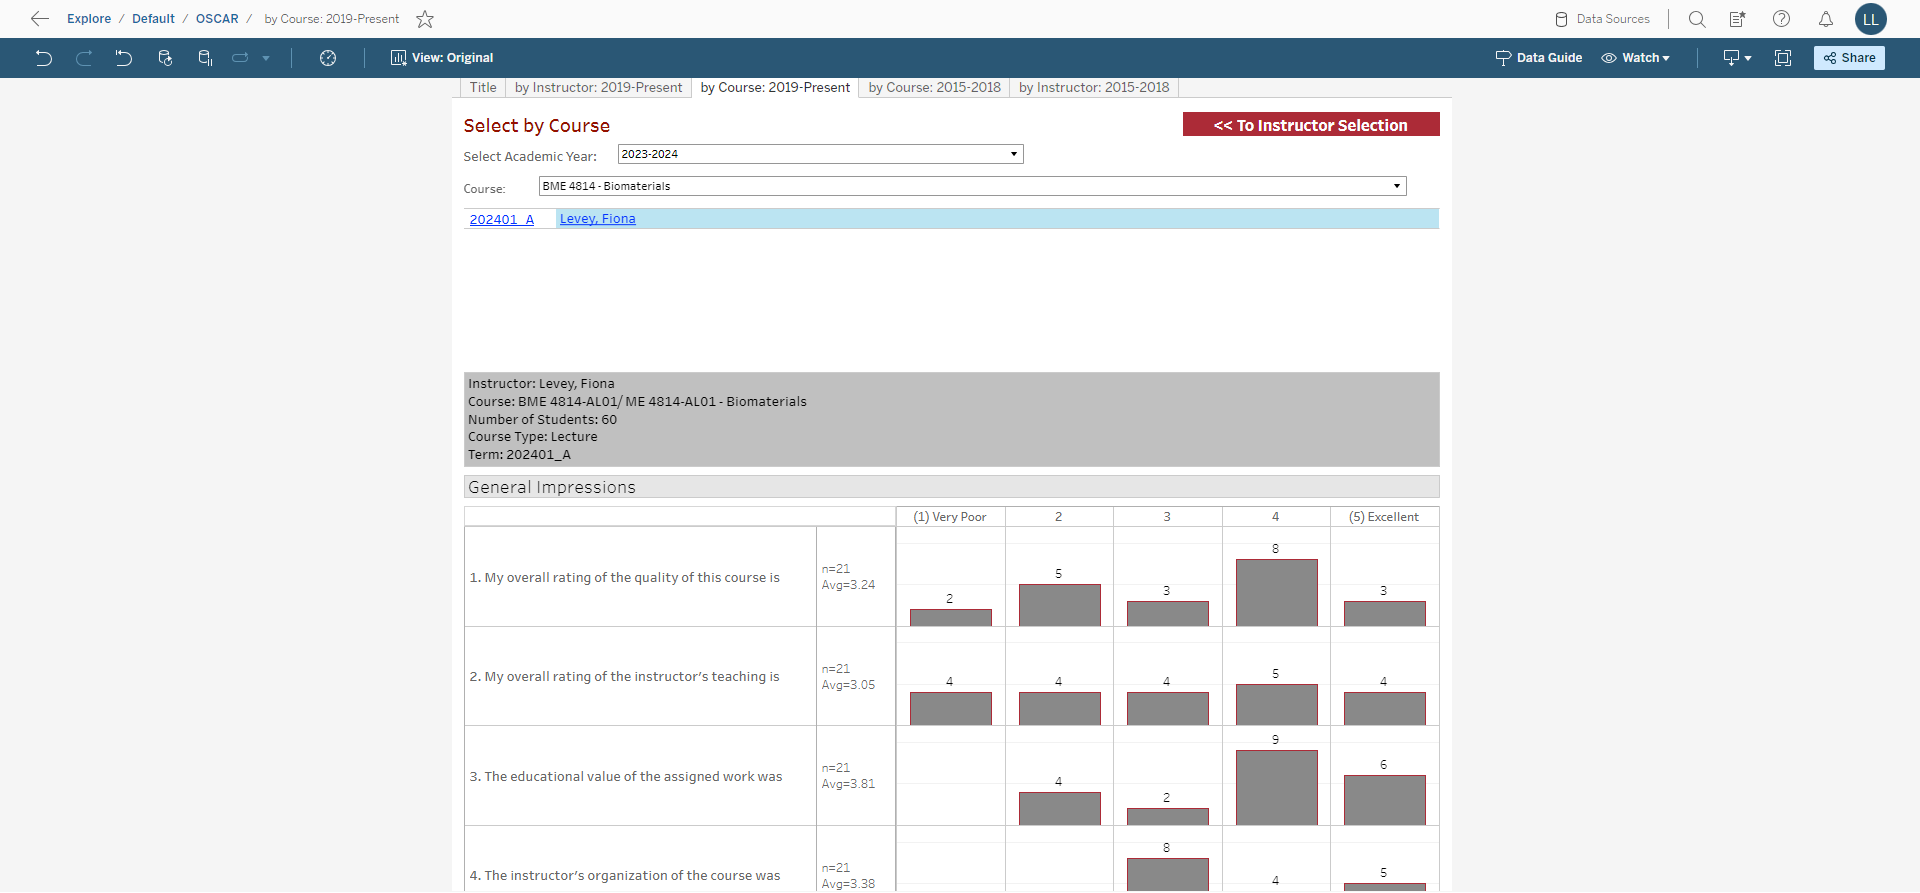 Explore / Default / OSCAR / by Course: 2019-Present
Data Sources
LL
View: Original
Data Guide
Watch
Share
Title
by Instructor: 2019-Present
by Course: 2019-Present
by Course: 2015-2018
by Instructor: 2015-2018
Select by Course
<< To Instructor Selection
Select Academic Year:
2023-2024
Course:
BME 4814 - Biomaterials
202401_A
Levey, Fiona
Instructor: Levey, Fiona
Course: BME 4814-AL01/ ME 4814-AL01 - Biomaterials
Number of Students: 60
Course Type: Lecture
Term: 202401_A
General Impressions
(1) Very Poor 2 3 4 (5) Excellent
1. My overall rating of the quality of this course is
n=21
Avg=3.24
2 5 3 8 3
2. My overall rating of the instructor's teaching is
n=21
Avg=3.05
4 4 4 5 4
3. The educational value of the assigned work was
n=21
Avg=3.81
4 2 9 6
4. The instructor's organization of the course was
n=21
Avg=3.38
8 4 5